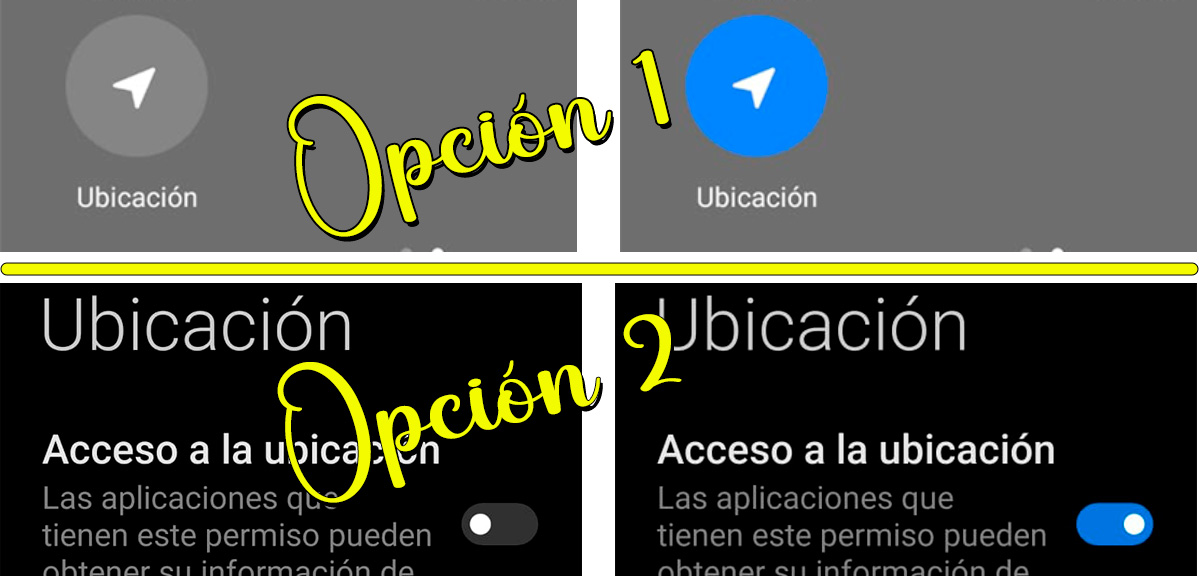 Ubicación
Opción 1
Ubicación
Ubicación
Opción 2
Ubicación
Acceso a la ubicación
Las aplicaciones que
tienen este permiso pueden
obtener su información de
Acceso a la ubicación
Las aplicaciones que
tienen este permiso pueden
obtener su información de